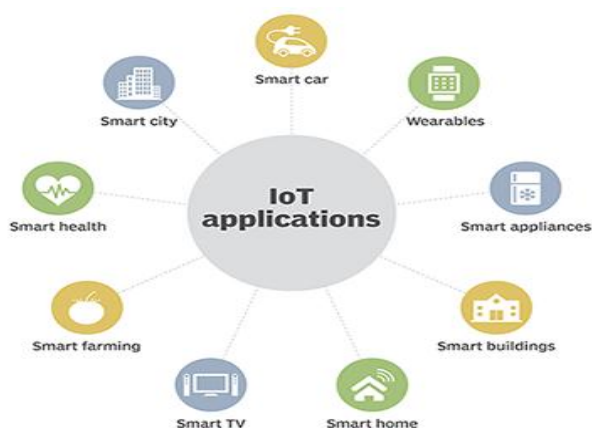 Smart car
Smart city
Wearables
IoT
applications
Smart health
Smart appliances
Smart farming
Smart buildings
Smart TV
Smart home